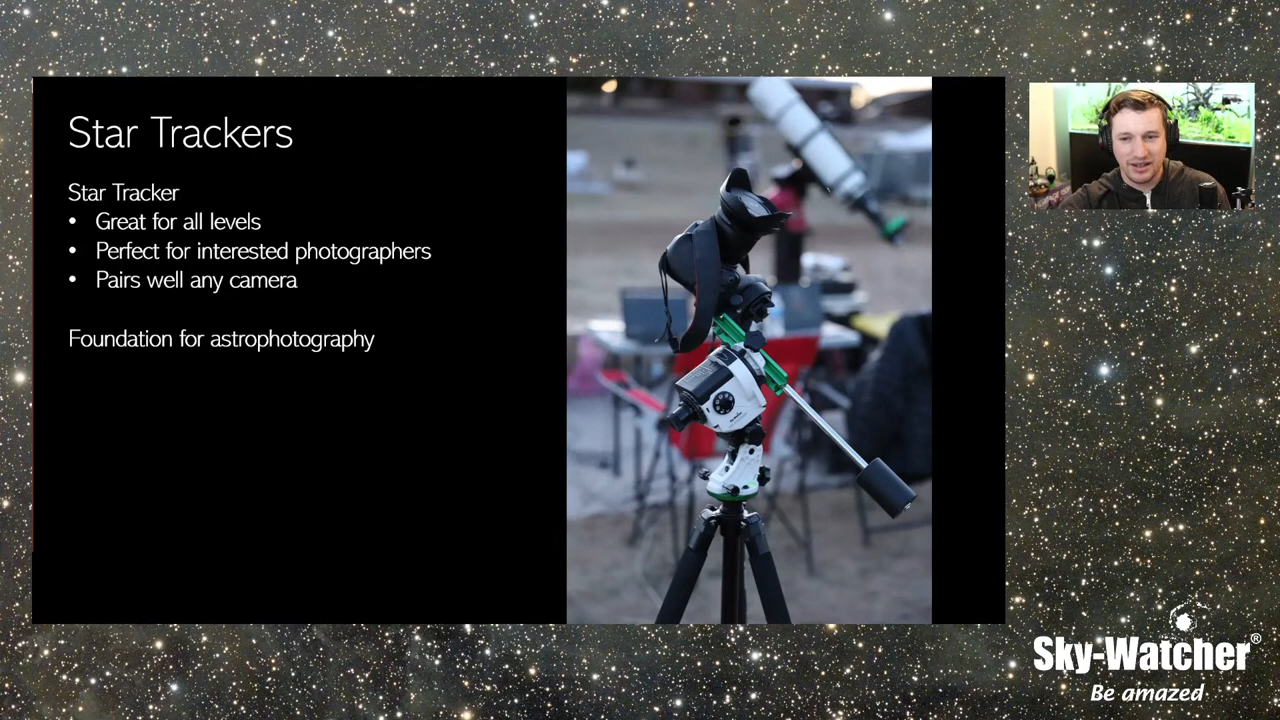 Star Trackers
Star Tracker
• Great for all levels
• Perfect for interested photographers
• Pairs well any camera
Foundation for astrophotography
Sky-Watcher®
Be amazed